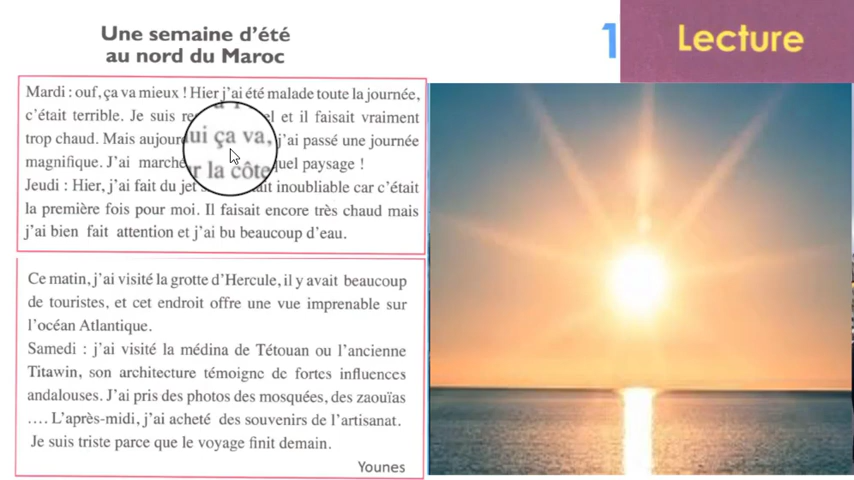 Une semaine d'été
au nord du Maroc
1 Lecture
Mardi : ouf, ça va mieux ! Hier j'ai été malade toute la journée,
c'était terrible. Je suis et il faisait vraiment
trop chaud. Mais ça va, j'ai passé une journée
magnifique. J'ai la côte paysage !
Jeudi : Hier, j'ai fait du jet inoubliable car c'était
la première fois pour moi. Il faisait encore très chaud mais
j'ai bien fait attention et j'ai bu beaucoup d'eau.
Ce matin, j'ai visité la grotte d'Hercule, il y avait beaucoup
de touristes, et cet endroit offre une vue imprenable sur
l'océan Atlantique.
Samedi : j'ai visité la médina de Tétouan ou l'ancienne
Titawin, son architecture témoigne de fortes influences
andalouses. J'ai pris des photos des mosquées, des zaouïas
.... L'après-midi, j'ai acheté des souvenirs de l'artisanat.
Je suis triste parce que le voyage finit demain.
Younes